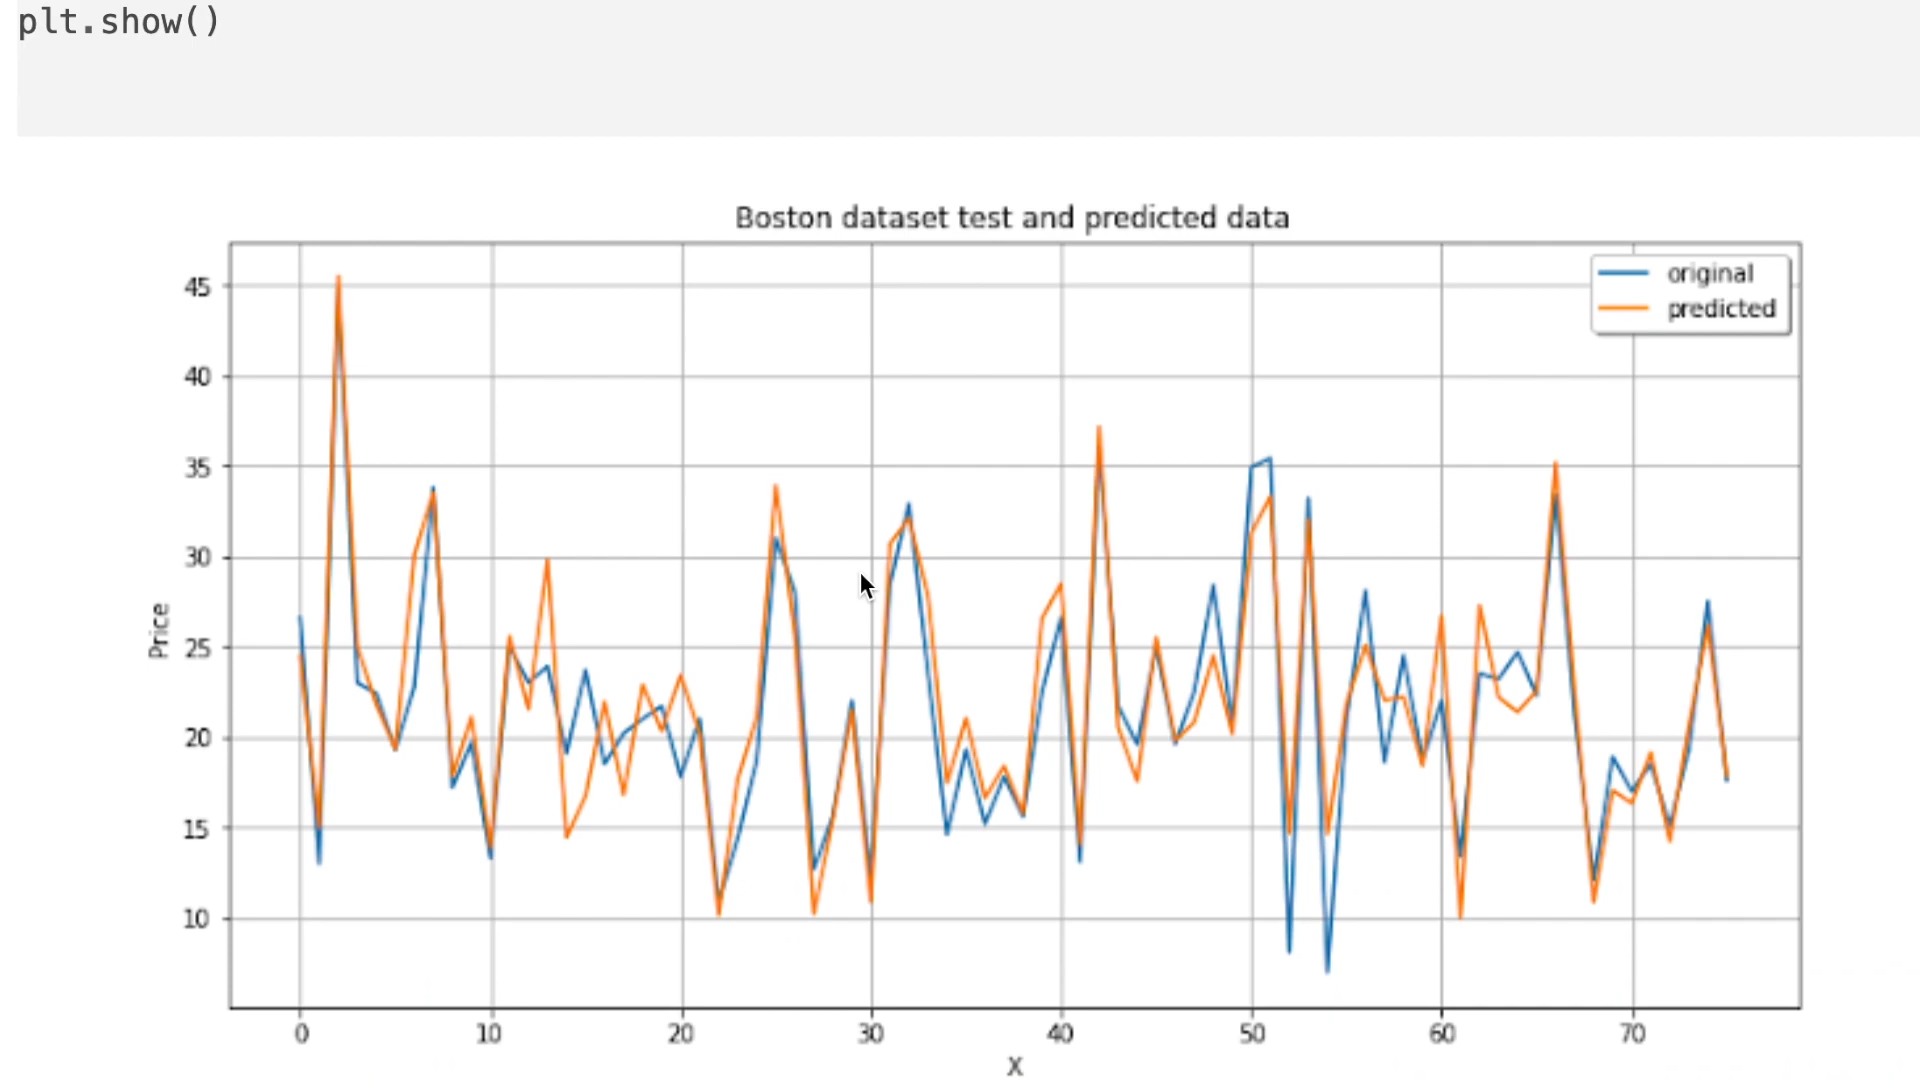 plt.show()
Boston dataset test and predicted data
original
predicted
45
40
35
30
25
20
15
10
Price
0 10 20 30 40 50 60 70
X